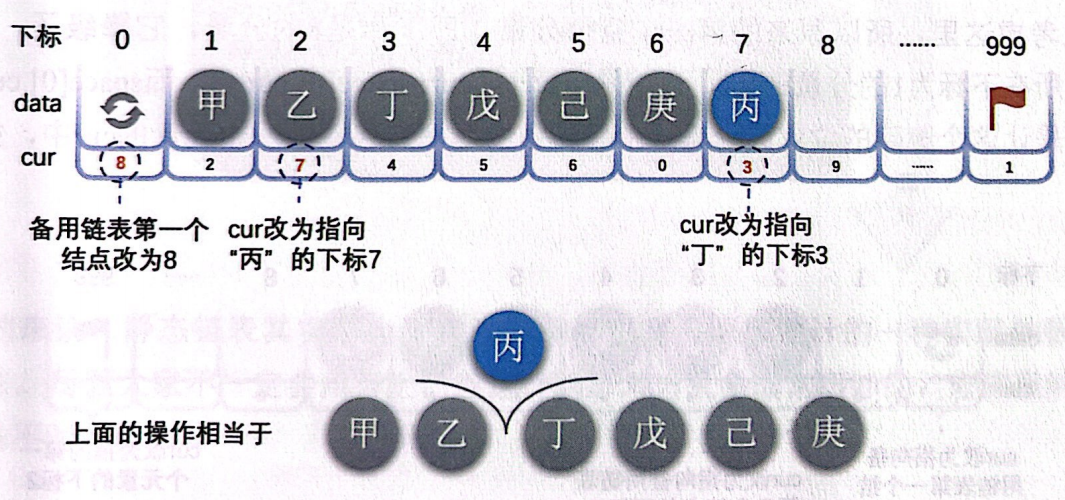 下标 0 1 2 3 4 5 6 7 8 …… 999
data 甲 乙 丁 戊 己 庚 丙
cur 8 2 7 4 5 6 0 3 9 …… 1
备用链表第一个 cur改为指向 cur改为指向
结点改为8 “丙”的下标7 “丁”的下标3
丙
上面的操作相当于 甲 乙 丁 戊 己 庚